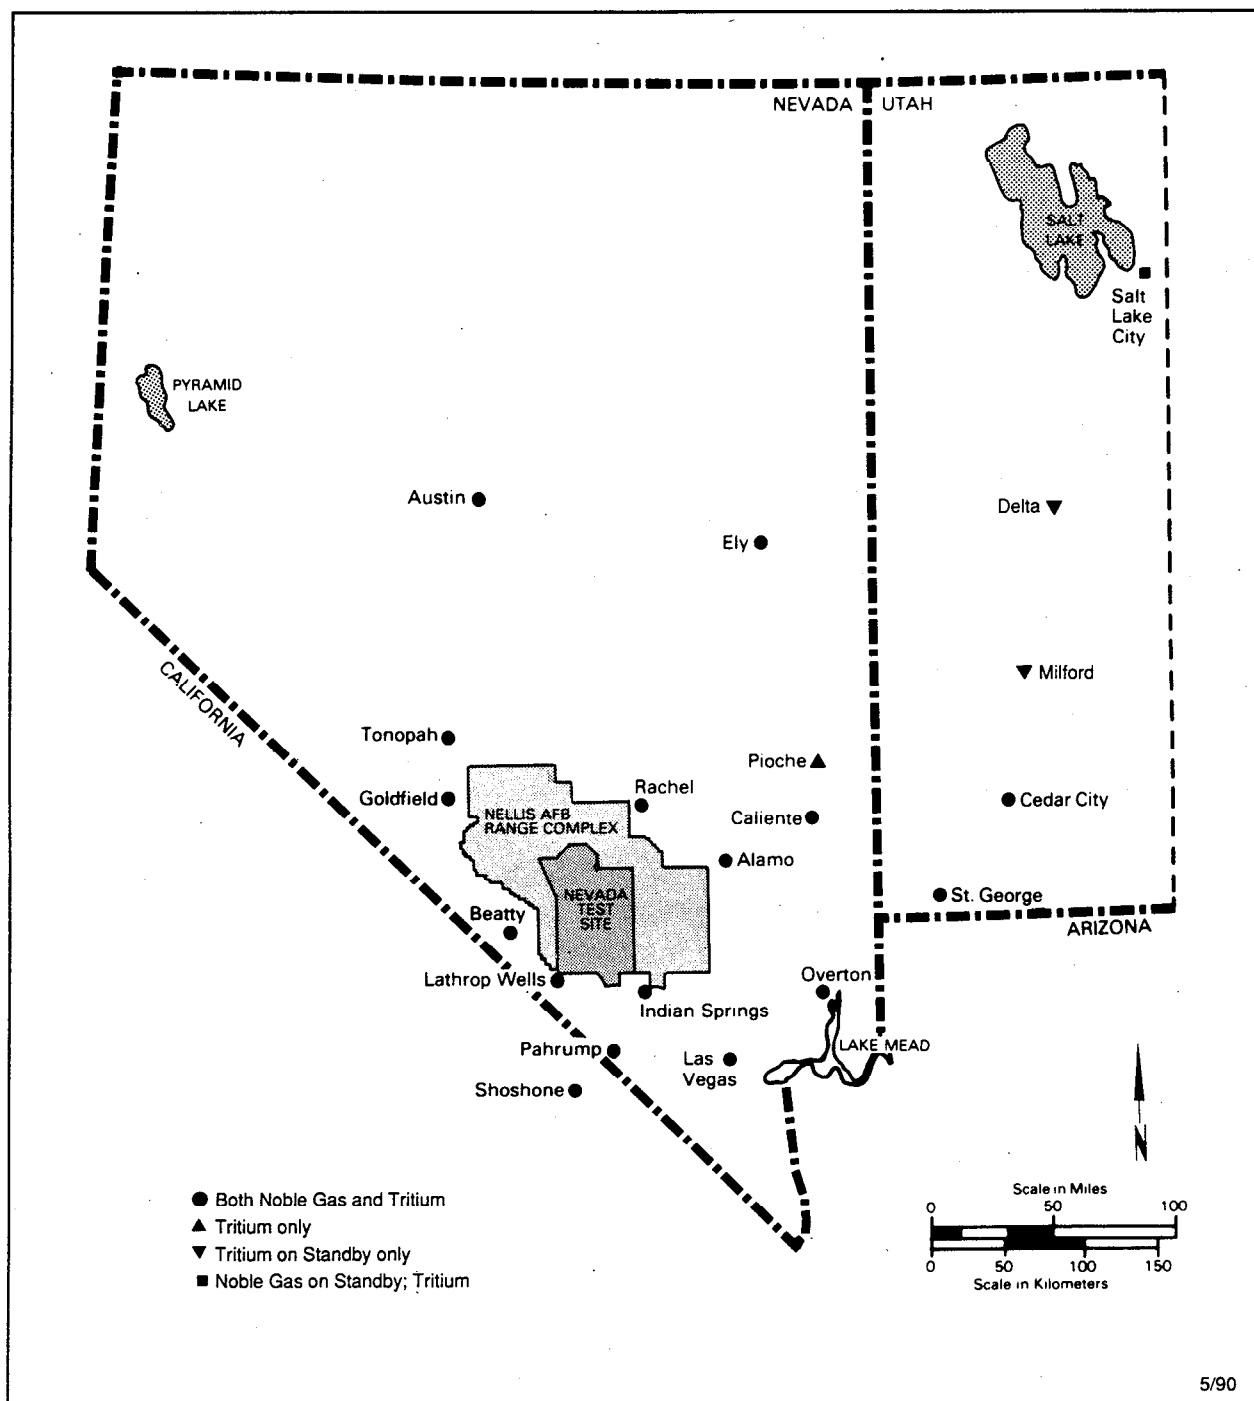 NEVADA UTAH
SALT
LAKE
Salt
Lake
City
PYRAMID
LAKE
Austin
Delta
Ely
CALIFORNIA
Milford
Tonopah
Pioche
Goldfield
Rachel
Cedar City
NELLIS AFB
RANGE COMPLEX
Caliente
Alamo
NEVADA
TEST
SITE
St. George
Beatty
ARIZONA
Lathrop Wells
Overton
Indian Springs
LAKE MEAD
Pahrump
Las
Vegas
Shoshone
N
Both Noble Gas and Tritium
Tritium only
Tritium on Standby only
Noble Gas on Standby; Tritium
Scale in Miles
0 50 100
0 50 100 150
Scale in Kilometers
5/90